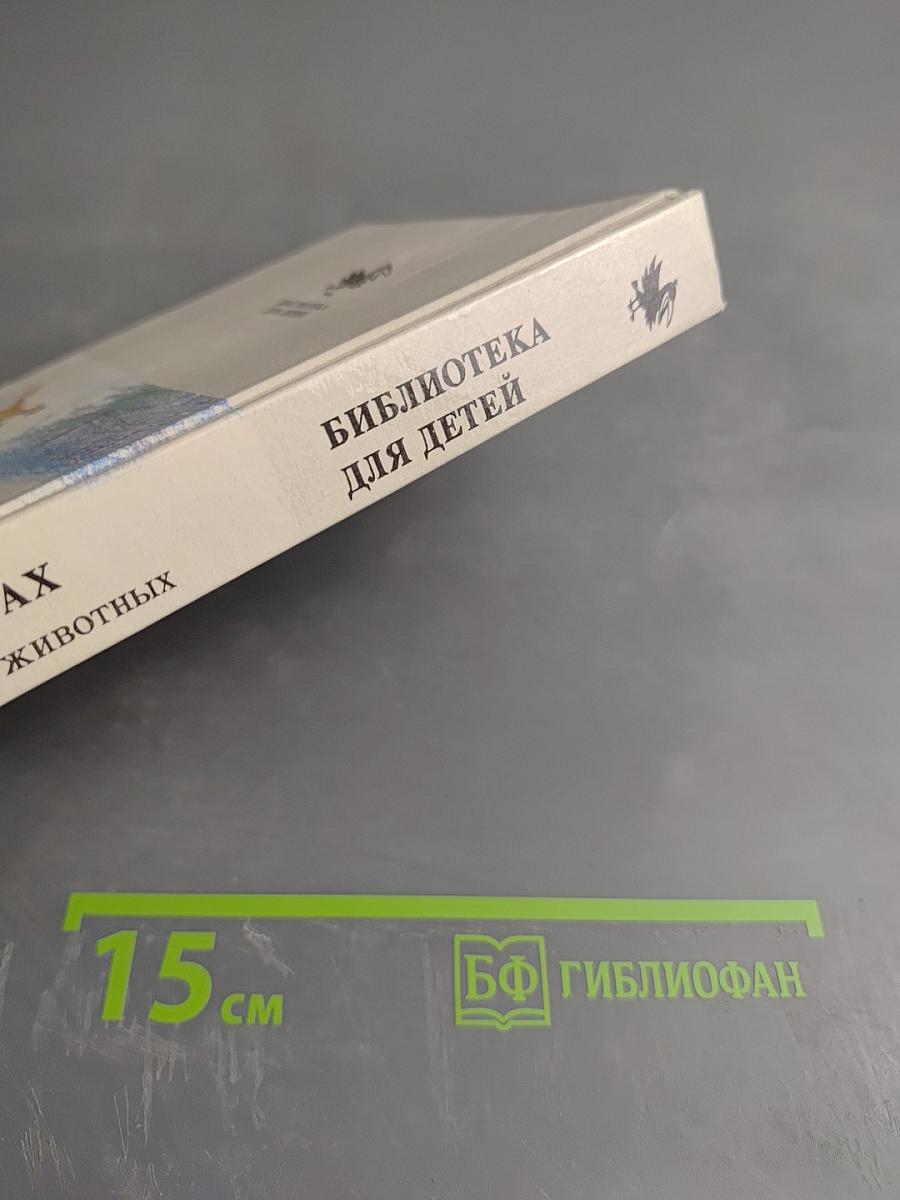 БИБЛИОТЕКА
ДЛЯ ДЕТЕЙ
АХ
ЖИВОТНЫХ
15 см
БФ ГИБЛИОФАН